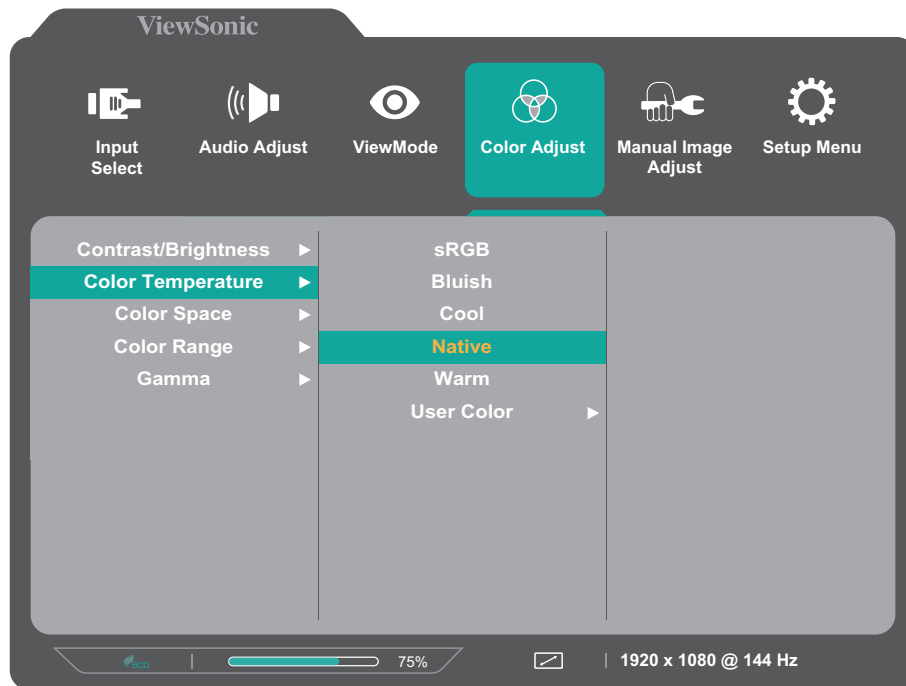 ViewSonic
Input Select
Audio Adjust
ViewMode
Color Adjust
Manual Image Adjust
Setup Menu
Contrast/Brightness
Color Temperature
Color Space
Color Range
Gamma
sRGB
Bluish
Cool
Native
Warm
User Color
eco
75%
1920 x 1080 @ 144 Hz